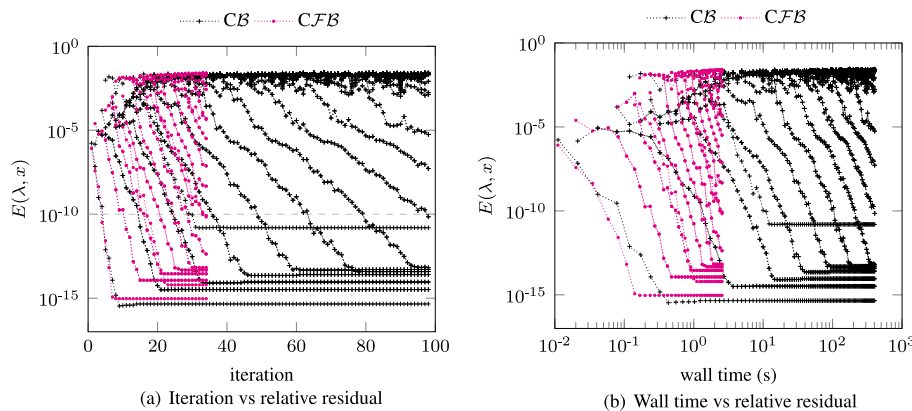 CB CFB
10^0
10^-5
10^-10
10^-15
E(λ, x)
0 20 40 60 80 100
iteration
(a) Iteration vs relative residual
CB CFB
10^0
10^-5
10^-10
10^-15
E(λ, x)
10^-2 10^-1 10^0 10^1 10^2 10^3
wall time (s)
(b) Wall time vs relative residual